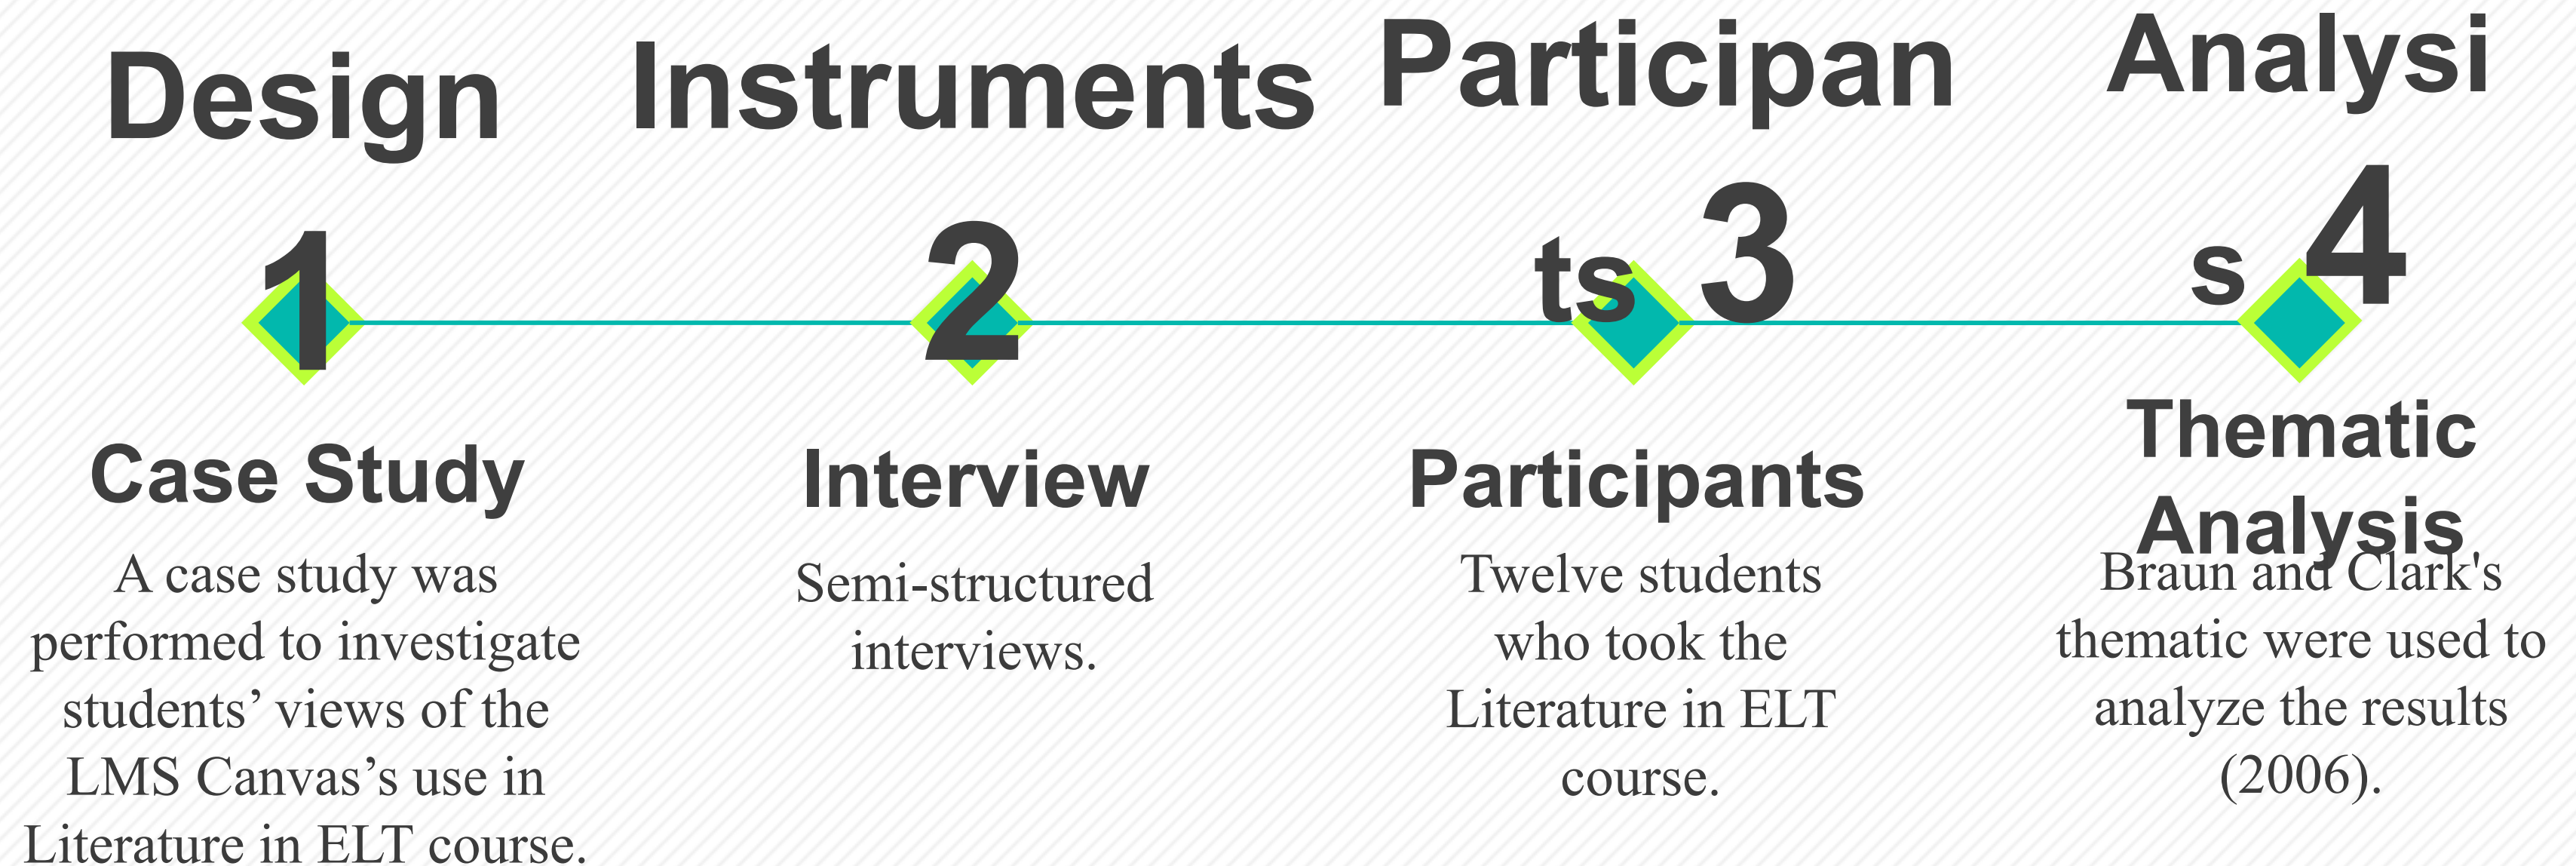 Design
1
Case Study
A case study was
performed to investigate
students’ views of the
LMS Canvas’s use in
Literature in ELT course.
Instruments
2
Interview
Semi-structured
interviews.
Participan
ts 3
Participants
Twelve students
who took the
Literature in ELT
course.
Analysi
s 4
Thematic
Analysis
Braun and Clark's
thematic were used to
analyze the results
(2006).